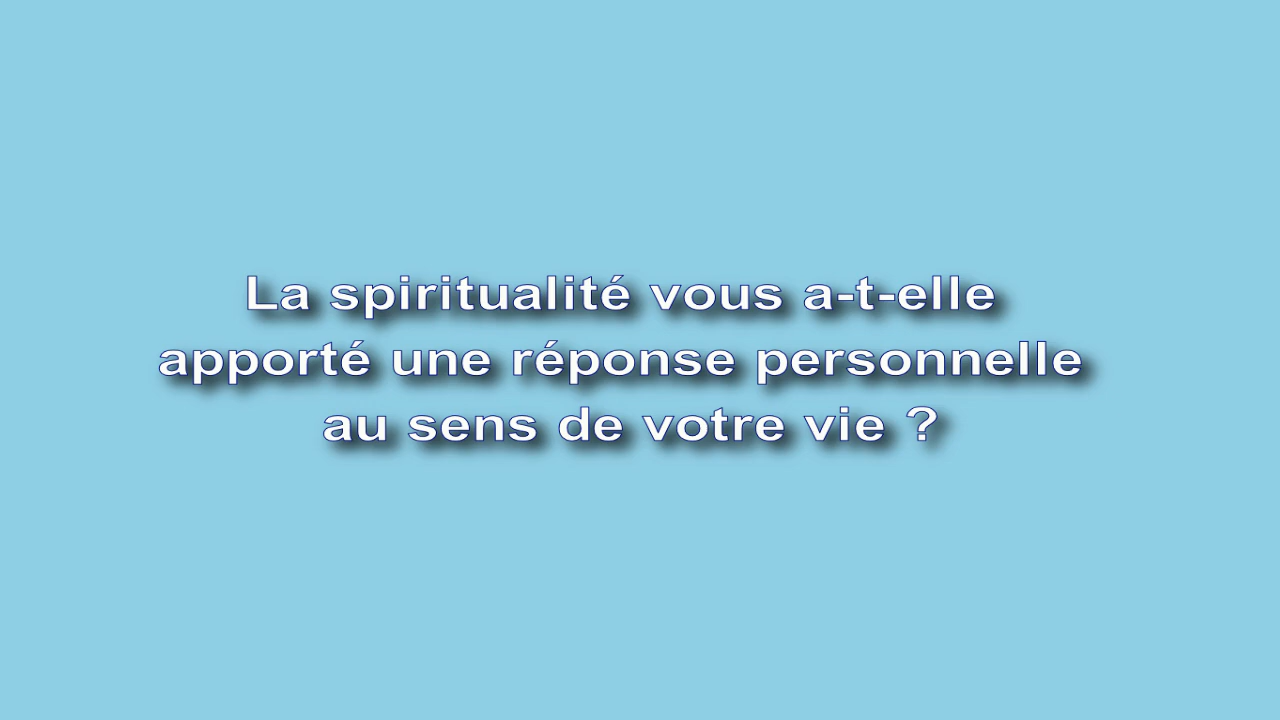 La spiritualité vous a-t-elle
apporté une réponse personnelle
au sens de votre vie ?